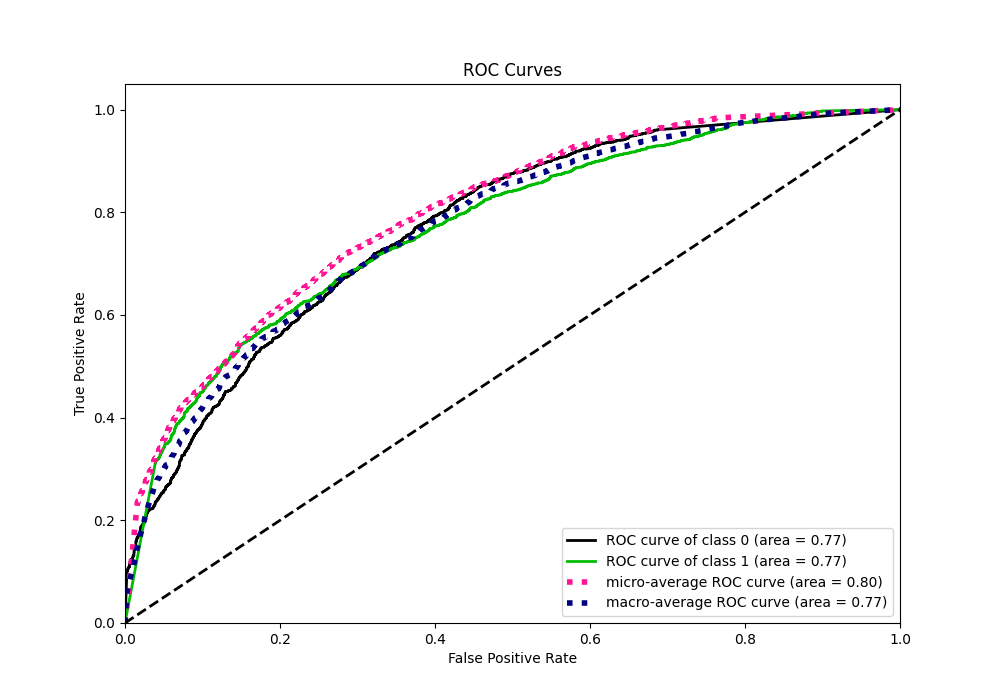 ROC Curves
1.0
0.8
0.6
0.4
0.2
0.0
True Positive Rate
ROC curve of class 0 (area = 0.77)
ROC curve of class 1 (area = 0.77)
micro-average ROC curve (area = 0.80)
macro-average ROC curve (area = 0.77)
0.0 0.2 0.4 0.6 0.8 1.0
False Positive Rate